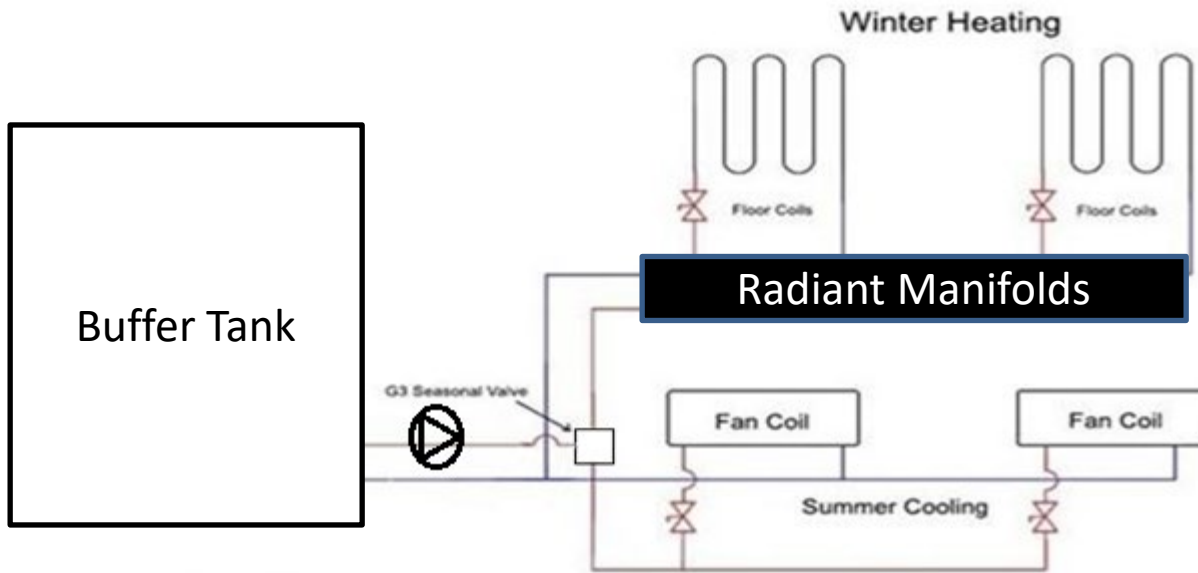 Winter Heating
Floor Coils
Floor Coils
Radiant Manifolds
Buffer Tank
G3 Seasonal Valve
Fan Coil
Fan Coil
Summer Cooling